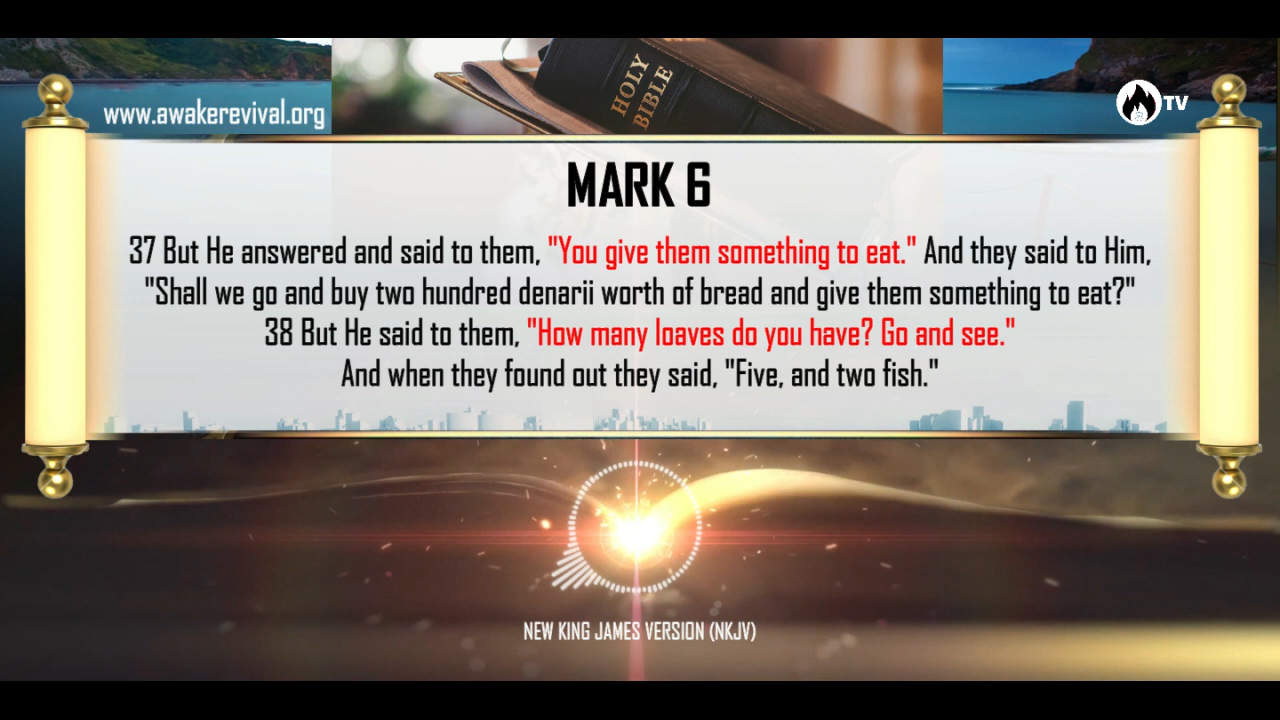 HOLY
BIBLE
www.awakerevival.org
TV
MARK 6
37 But He answered and said to them, "You give them something to eat." And they said to Him,
"Shall we go and buy two hundred denarii worth of bread and give them something to eat?"
38 But He said to them, "How many loaves do you have? Go and see."
And when they found out they said, "Five, and two fish."
NEW KING JAMES VERSION (NKJV)